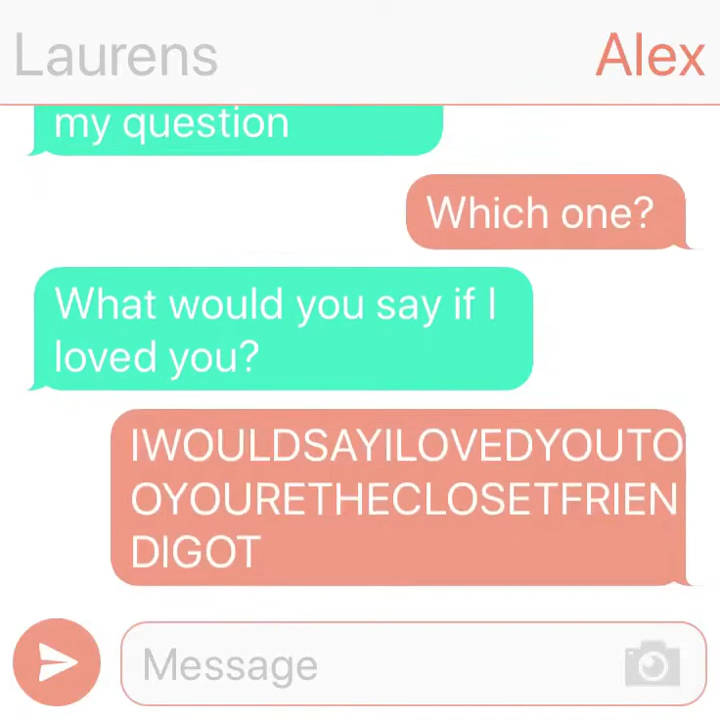 Laurens
Alex
my question
Which one?
What would you say if I
loved you?
IWOULDSAYILOVEDYOUTO
OYOURETHECLOSETFRIEN
DIGOT
Message